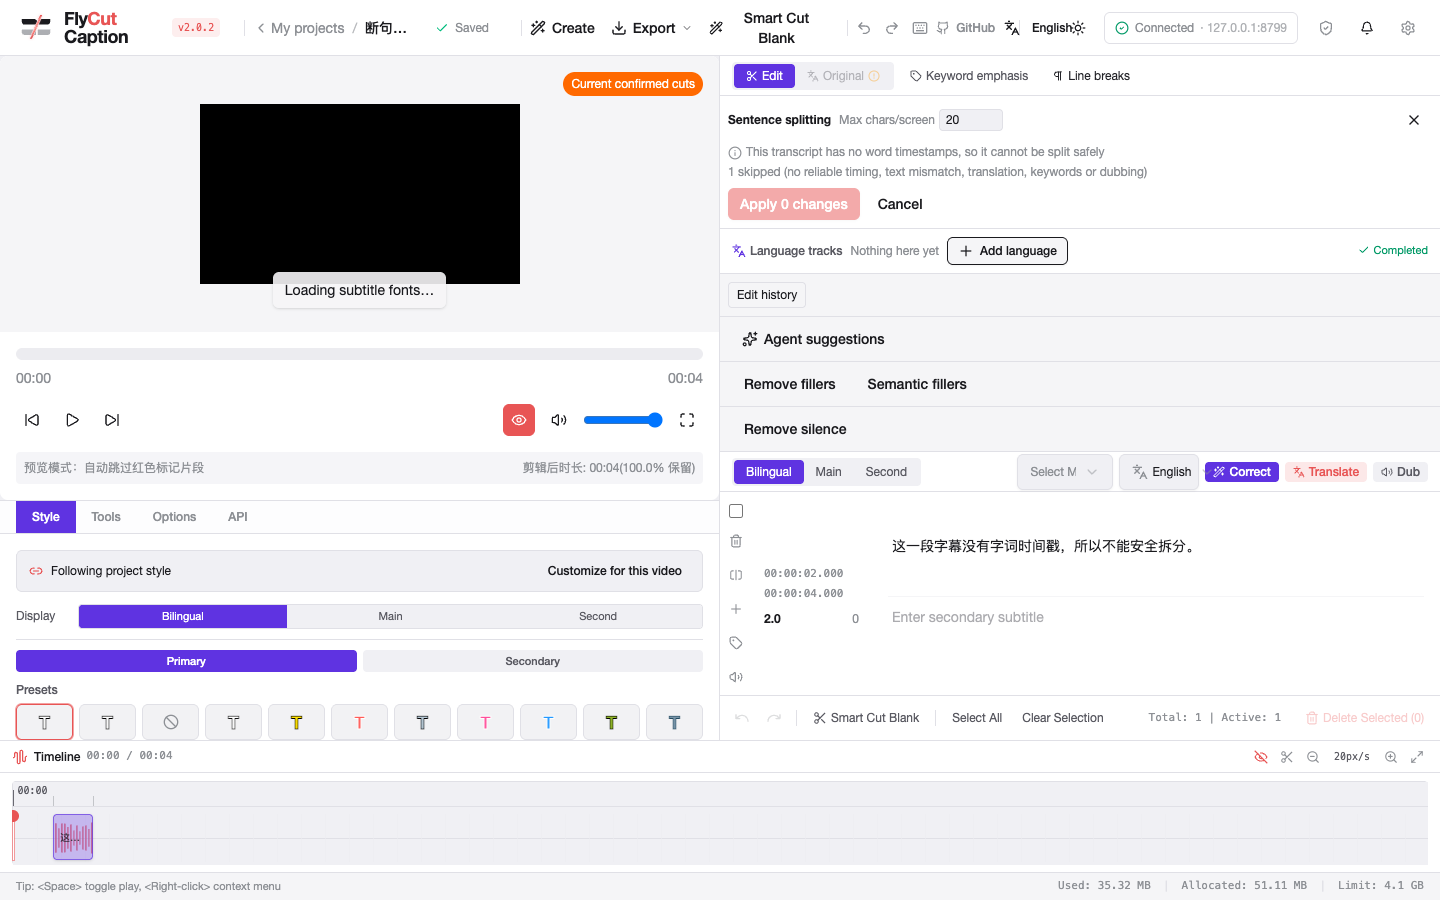 FlyCut
Caption
v2.0.2
My projects / 断句...
Saved
Create
Export
Smart Cut
Blank
GitHub
English
Connected · 127.0.0.1:8799
Current confirmed cuts
Loading subtitle fonts...
00:00
00:04
预览模式：自动跳过红色标记片段
剪辑后时长: 00:04(100.0% 保留)
Style
Tools
Options
API
Following project style
Customize for this video
Display
Bilingual
Main
Second
Primary
Secondary
Presets
T
T
T
T
T
T
T
T
T
T
Edit
Original
Keyword emphasis
Line breaks
Sentence splitting
Max chars/screen
20
This transcript has no word timestamps, so it cannot be split safely
1 skipped (no reliable timing, text mismatch, translation, keywords or dubbing)
Apply 0 changes
Cancel
Language tracks
Nothing here yet
Add language
Completed
Edit history
Agent suggestions
Remove fillers
Semantic fillers
Remove silence
Bilingual
Main
Second
Select M
English
Correct
Translate
Dub
这一段字幕没有字词时间戳，所以不能安全拆分。
00:00:02.000
00:00:04.000
2.0
0
Enter secondary subtitle
Smart Cut Blank
Select All
Clear Selection
Total: 1 | Active: 1
Delete Selected (0)
Timeline
00:00 / 00:04
20px/s
00:00
这...
Tip: <Space> toggle play, <Right-click> context menu
Used: 35.32 MB
Allocated: 51.11 MB
Limit: 4.1 GB